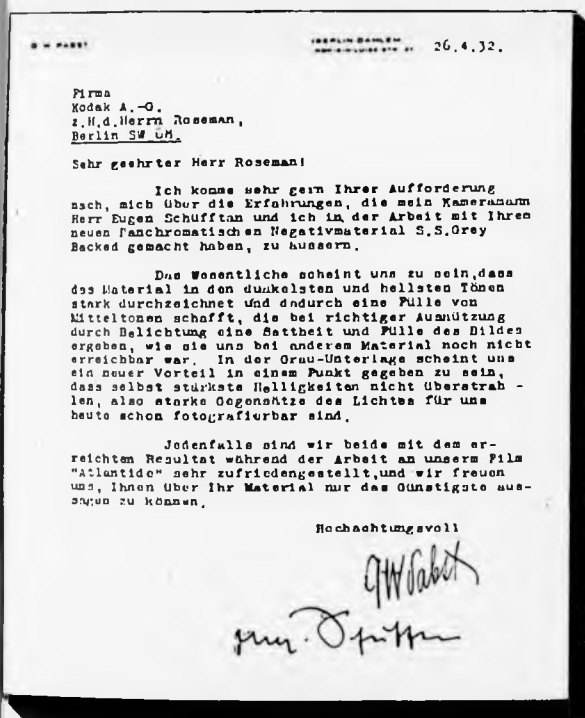 G W PABST
BERLIN DAHLEM
26.4.32.
Firma
Kodak A.-G.
z.H.d.Herrn Roseman,
Berlin SW
Sehr geehrter Herr Roseman!
Ich komme sehr gern Ihrer Aufforderung
nach, mich über die Erfahrungen, die mein Kameramann
Herr Eugen Schüfftan und ich in der Arbeit mit Ihrem
neuen Panchromatischen Negativmaterial S.S.Grey
Backed gemacht haben, zu äussern.
Das Wesentliche scheint uns zu sein,dass
das Material in den dunkelsten und hellsten Tönen
stark durchzeichnet und dadurch eine Fülle von
Mitteltonen schafft, die bei richtiger Ausnützung
durch Belichtung eine Sattheit und Fülle des Bildes
ergeben, wie sie uns bei anderem Material noch nicht
erreichbar war. In der Grau-Unterlage scheint uns
ein neuer Vorteil in einem Punkt gegeben zu sein,
dass selbst stärkste Helligkeiten nicht überstrah -
len, also starke Gegensätze des Lichtes für uns
heute schon fotografierbar sind.
Jedenfalls sind wir beide mit dem er-
reichten Resultat während der Arbeit an unserm Film
"Atlantide" sehr zufriedengestellt,und wir freuen
uns, Ihnen über Ihr Material nur das Günstigste aus-
sagen zu können.
Hochachtungsvoll
GWPabst